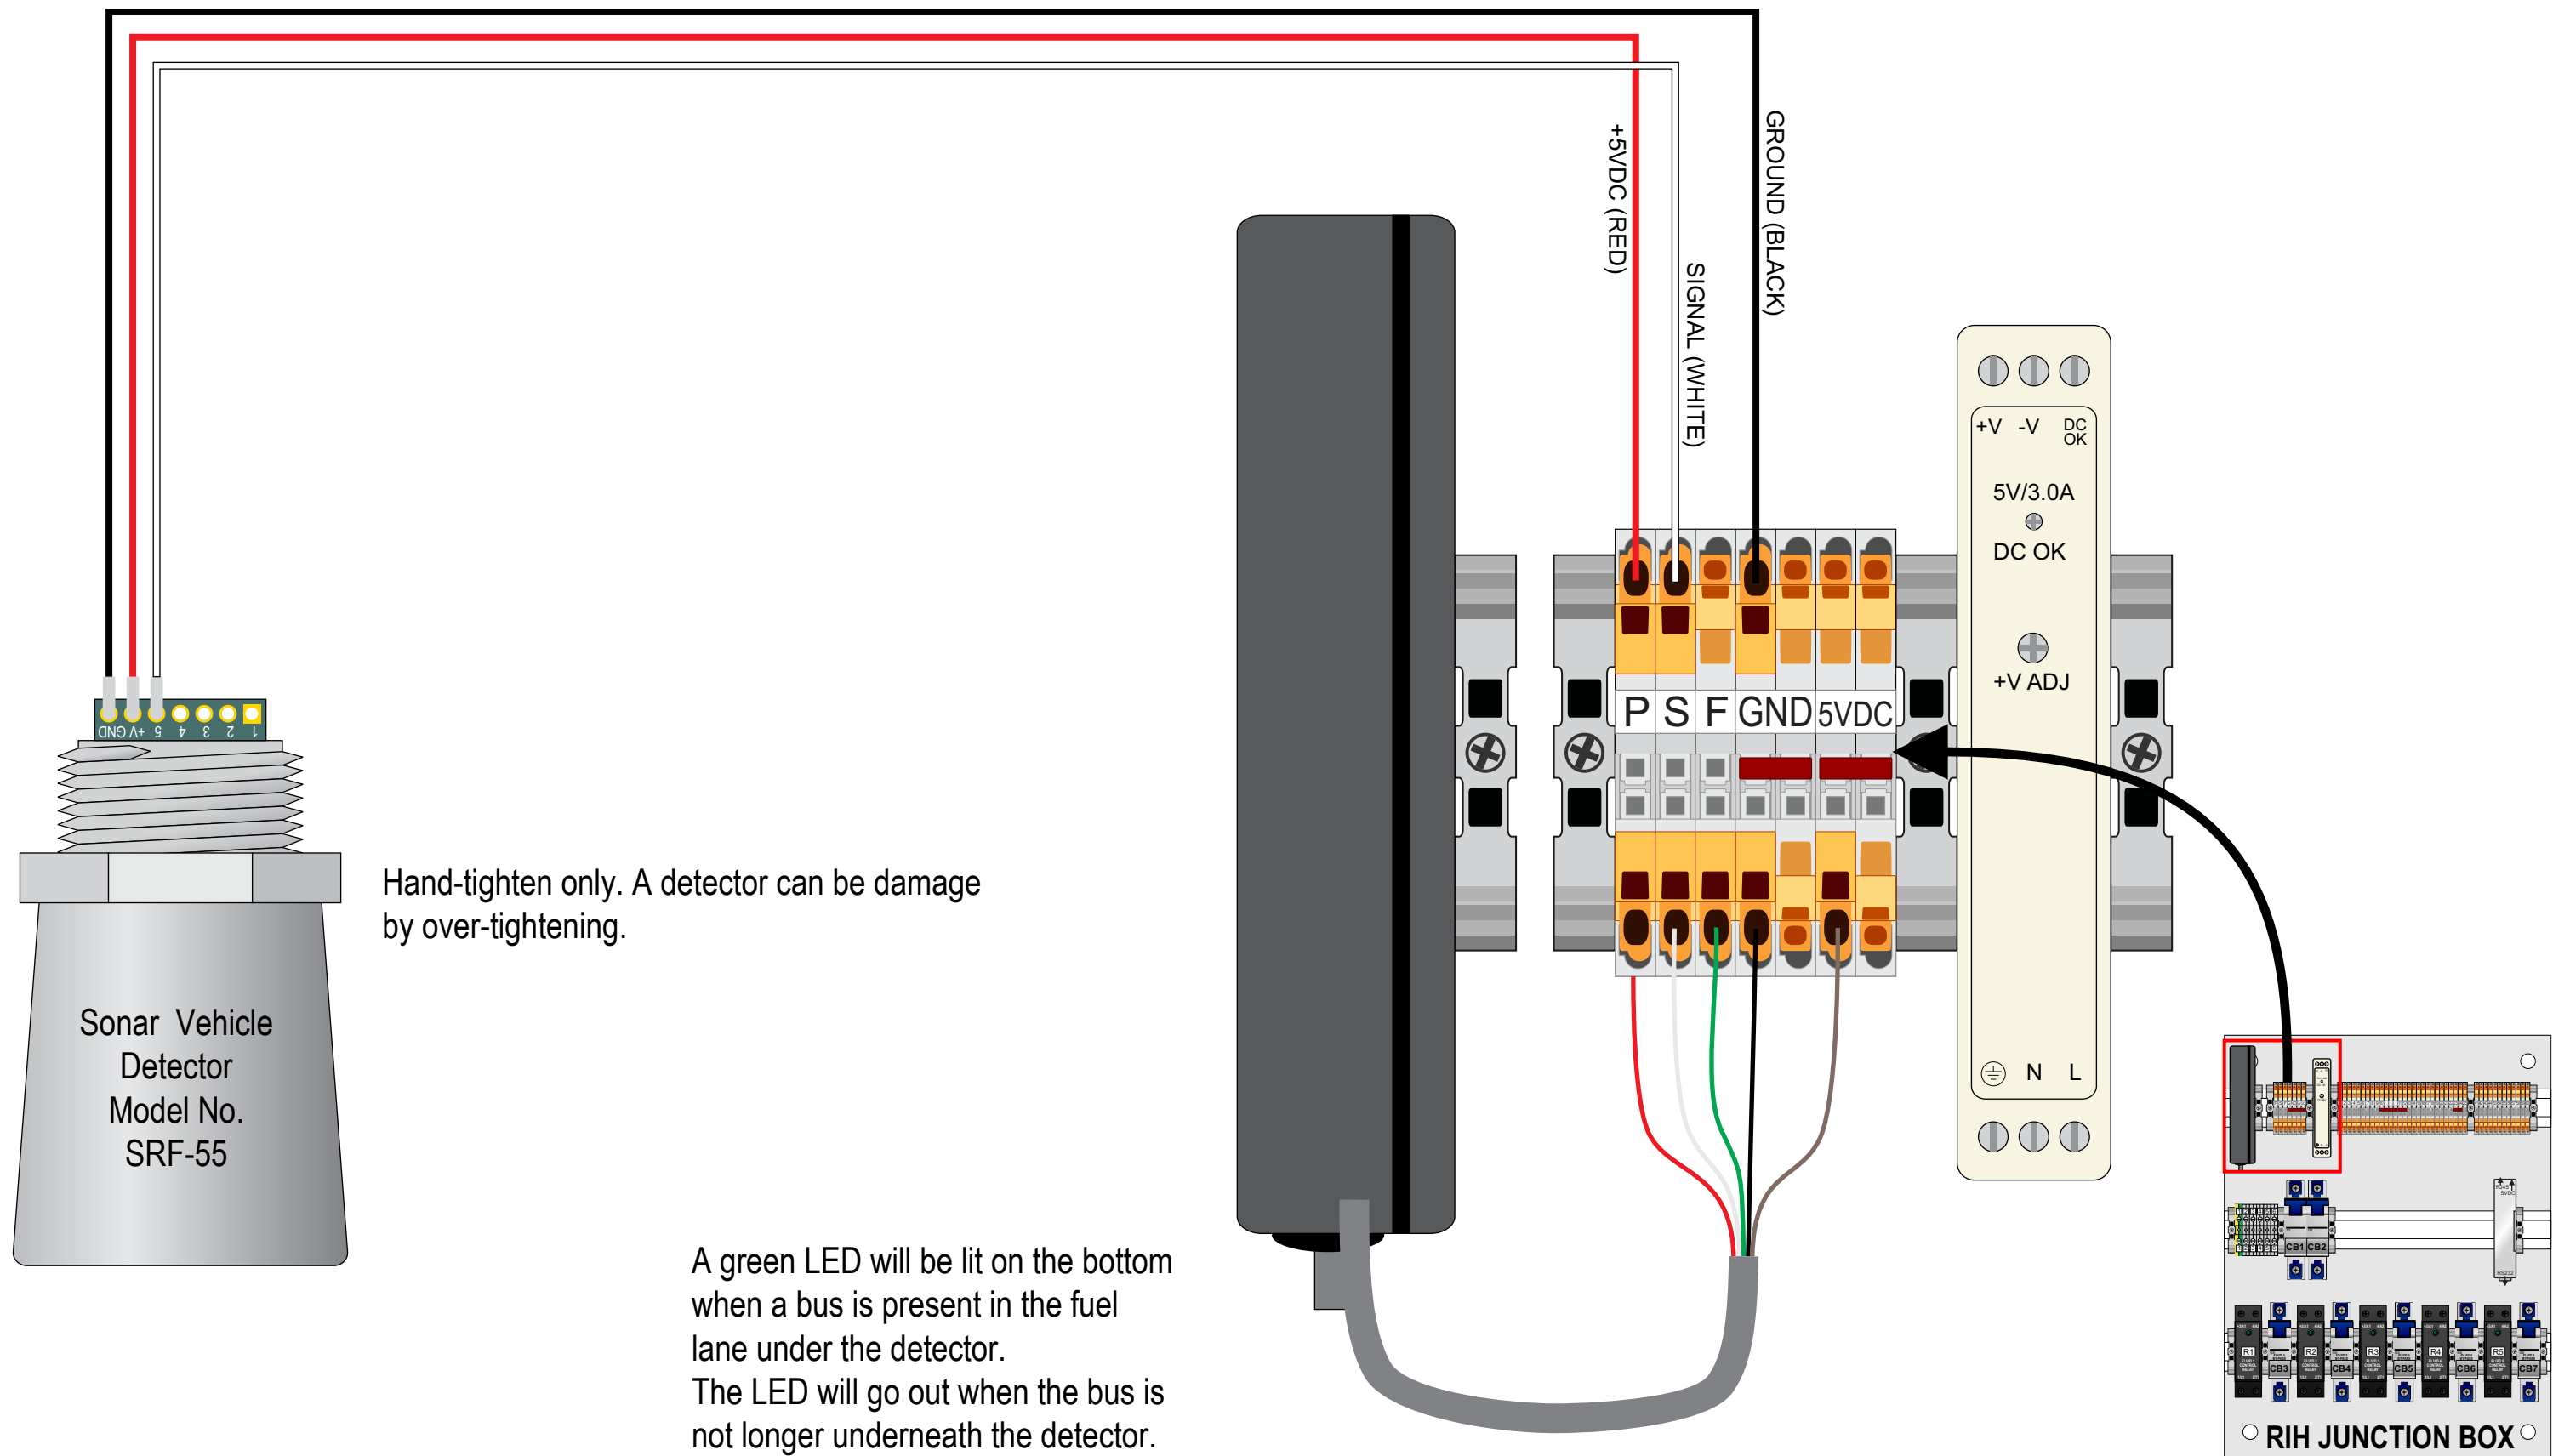 +5VDC (RED)
SIGNAL (WHITE)
GROUND (BLACK)
+V -V DC OK
5V/3.0A
DC OK
+V ADJ
N L
P S F GND 5VDC
GND +V 5 4 3 2 1
Hand-tighten only. A detector can be damage
by over-tightening.
Sonar Vehicle
Detector
Model No.
SRF-55
A green LED will be lit on the bottom
when a bus is present in the fuel
lane under the detector.
The LED will go out when the bus is
not longer underneath the detector.
CB1 CB2
5VDC
RS232
R1 CB3 R2 CB4 R3 CB5 R4 CB6 R5 CB7
RIH JUNCTION BOX